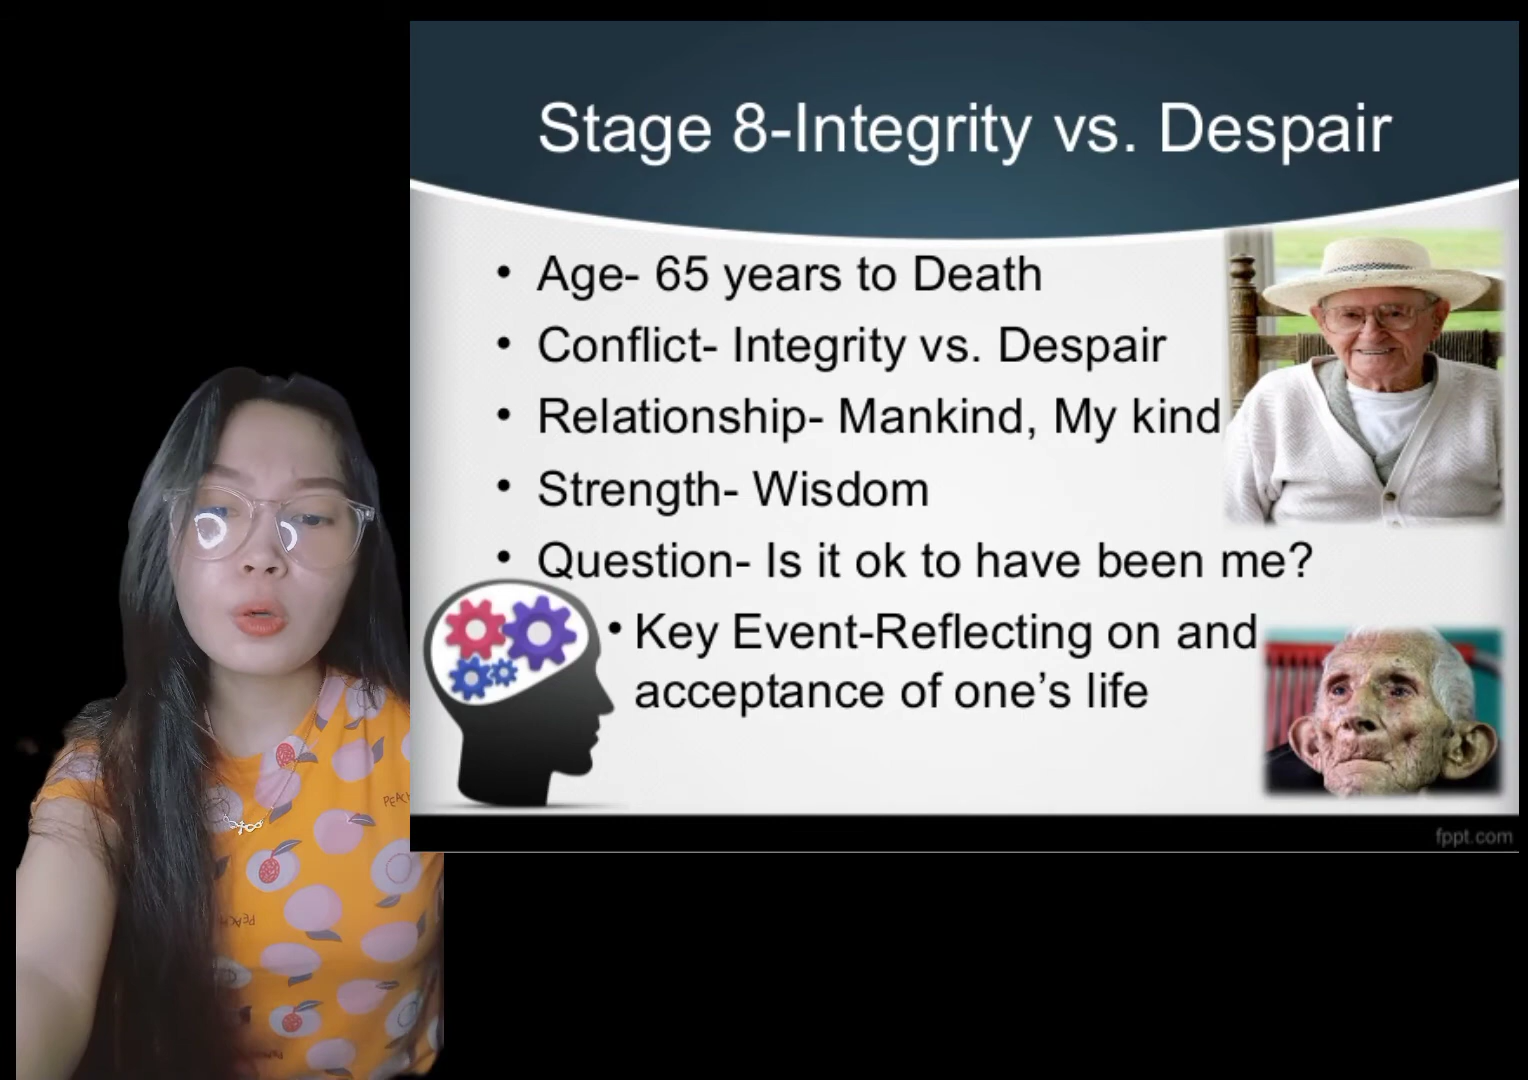 Stage 8-Integrity vs. Despair
• Age- 65 years to Death
• Conflict- Integrity vs. Despair
• Relationship- Mankind, My kind
• Strength- Wisdom
• Question- Is it ok to have been me?
• Key Event-Reflecting on and
acceptance of one’s life
fppt.com
PEACH